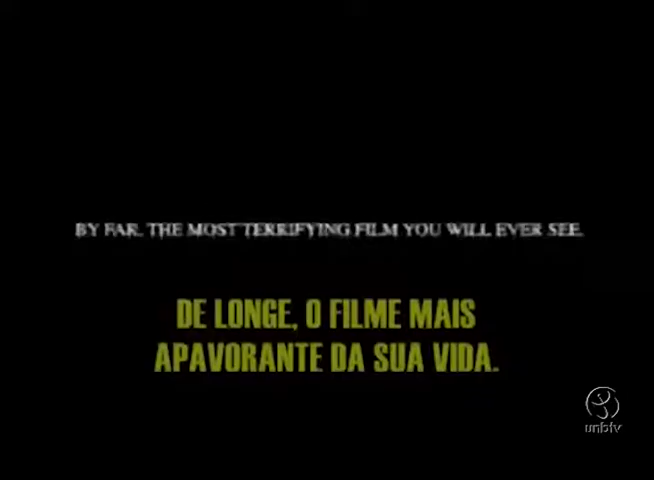 BY FAR. THE MOST TERRIFYING FILM YOU WILL EVER SEE.
DE LONGE, O FILME MAIS
APAVORANTE DA SUA VIDA.
unbtv